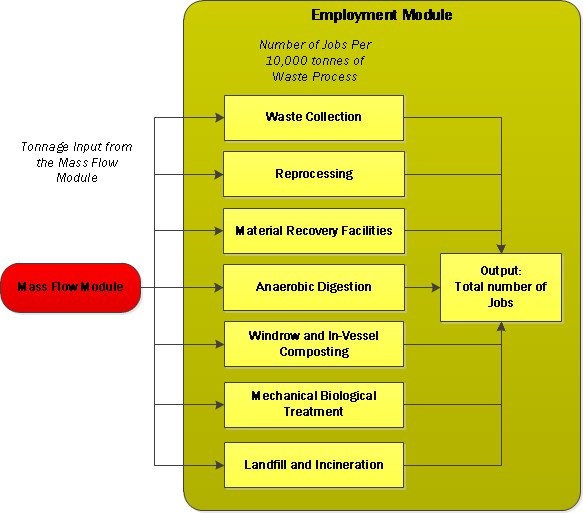 Employment Module
Number of Jobs Per
10,000 tonnes of
Waste Process
Tonnage Input from
the Mass Flow
Module
Mass Flow Module
Waste Collection
Reprocessing
Material Recovery Facilities
Anaerobic Digestion
Windrow and In-Vessel
Composting
Mechanical Biological
Treatment
Landfill and Incineration
Output:
Total number of
Jobs